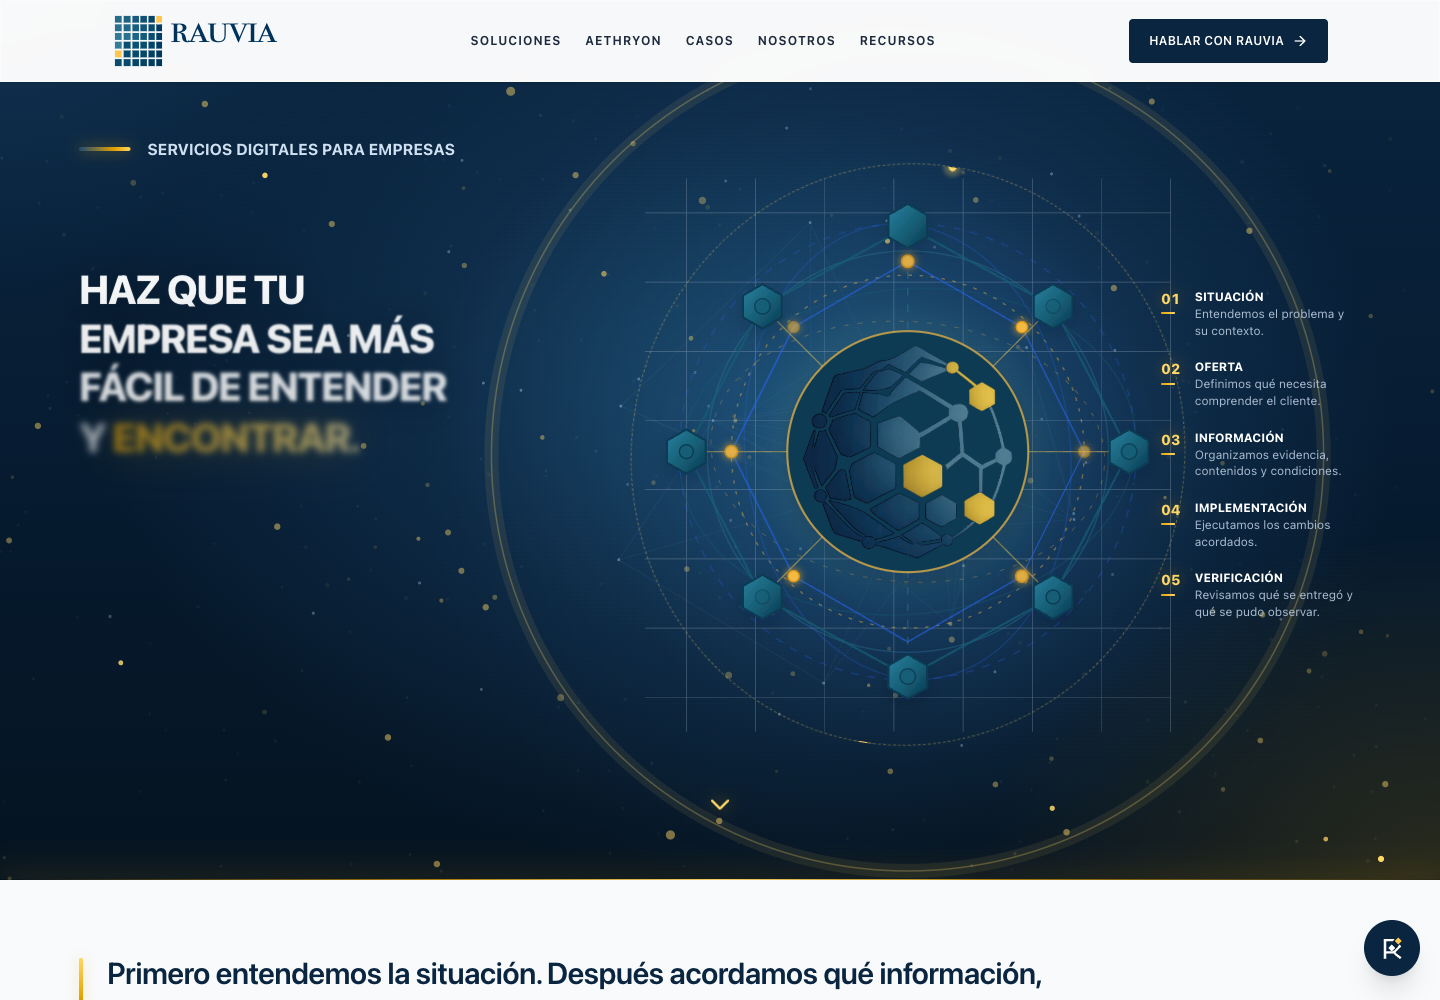 RAUVIA
SOLUCIONES
AETHRYON
CASOS
NOSOTROS
RECURSOS
HABLAR CON RAUVIA
SERVICIOS DIGITALES PARA EMPRESAS
HAZ QUE TU
EMPRESA SEA MÁS
FÁCIL DE ENTENDER
Y ENCONTRAR.
01 SITUACIÓN
Entendemos el problema y
su contexto.
02 OFERTA
Definimos qué necesita
comprender el cliente.
03 INFORMACIÓN
Organizamos evidencia,
contenidos y condiciones.
04 IMPLEMENTACIÓN
Ejecutamos los cambios
acordados.
05 VERIFICACIÓN
Revisamos qué se entregó y
qué se pudo observar.
Primero entendemos la situación. Después acordamos qué información,